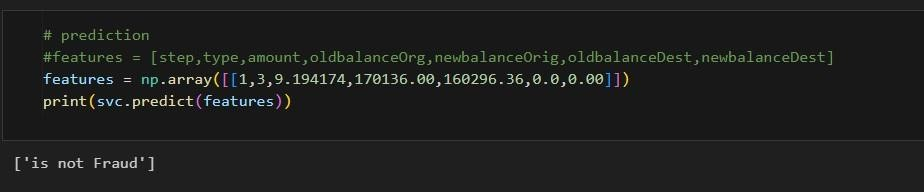 # prediction
#features = [step,type,amount,oldbalanceOrg,newbalanceOrig,oldbalanceDest,newbalanceDest]
features = np.array([[1,3,9.194174,170136.00,160296.36,0.0,0.00]])
print(svc.predict(features))
['is not Fraud']